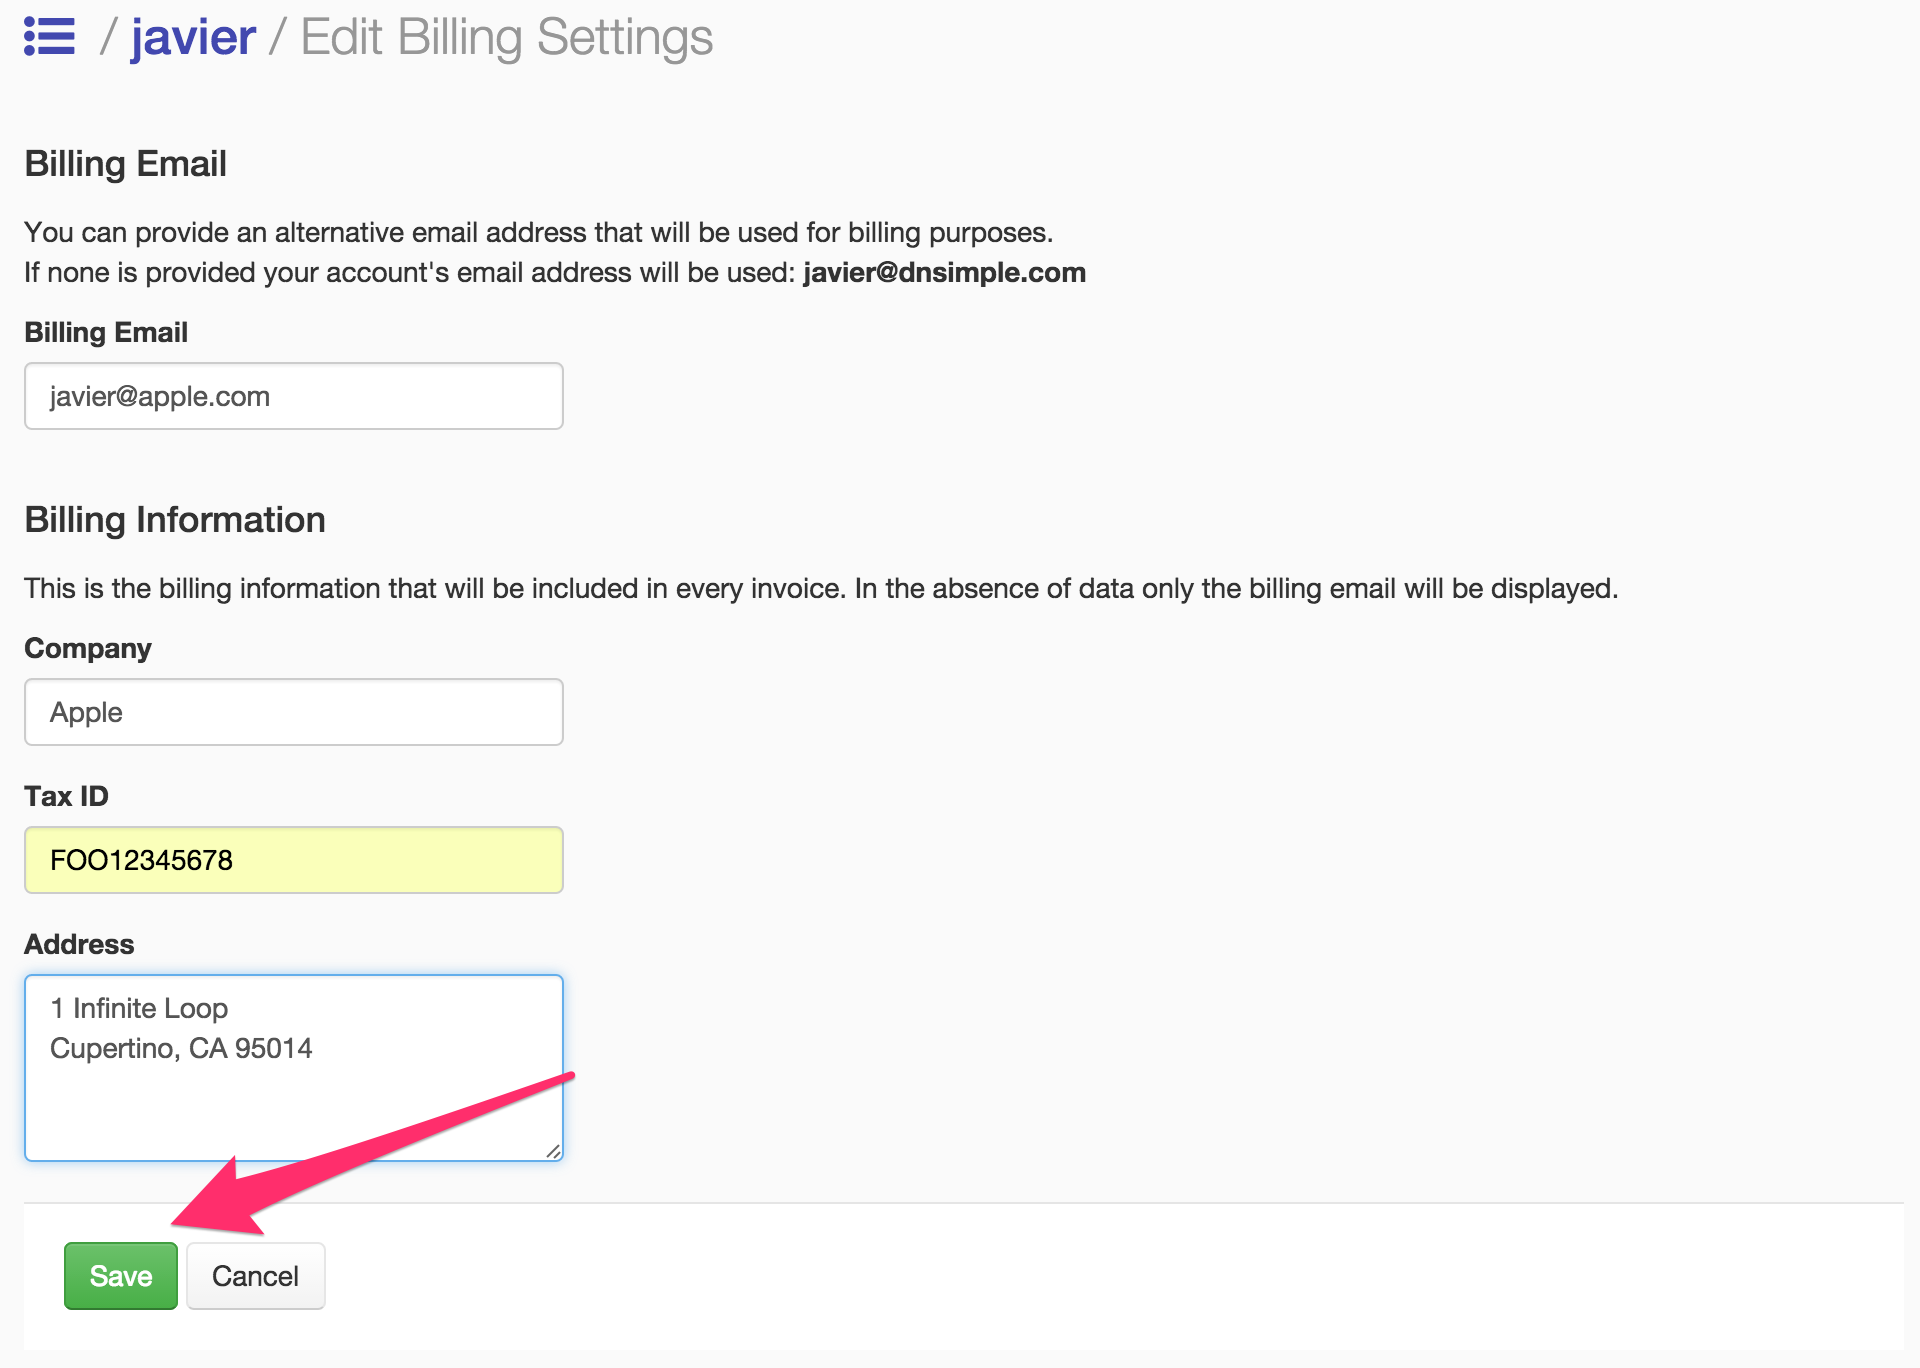 / javier / Edit Billing Settings
Billing Email
You can provide an alternative email address that will be used for billing purposes.
If none is provided your account's email address will be used: javier@dnsimple.com
Billing Email
javier@apple.com
Billing Information
This is the billing information that will be included in every invoice. In the absence of data only the billing email will be displayed.
Company
Apple
Tax ID
FOO12345678
Address
1 Infinite Loop
Cupertino, CA 95014
Save Cancel